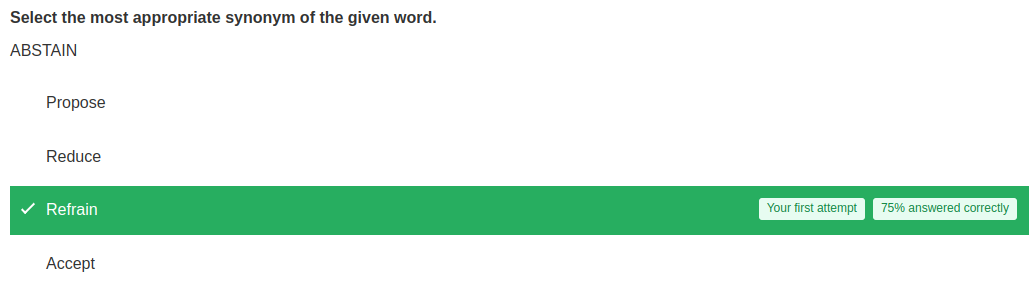 Select the most appropriate synonym of the given word.
ABSTAIN
Propose
Reduce
Refrain Your first attempt 75% answered correctly
Accept